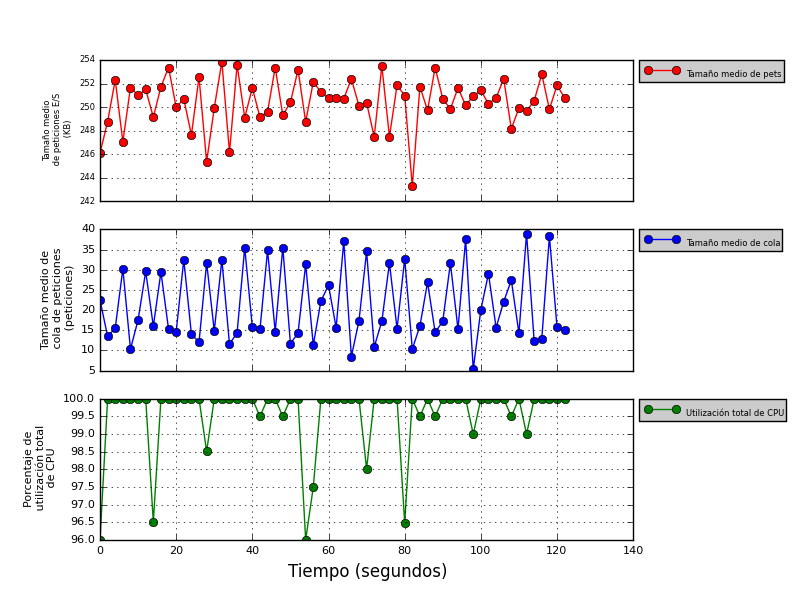 254
252
250
248
246
244
242
Tamaño medio
de peticiones E/S
(KB)
Tamaño medio de pets
40
35
30
25
20
15
10
5
Tamaño medio de
cola de peticiones
(peticiones)
Tamaño medio de cola
100.0
99.5
99.0
98.5
98.0
97.5
97.0
96.5
96.0
Porcentaje de
utilización total
de CPU
Utilización total de CPU
0 20 40 60 80 100 120 140
Tiempo (segundos)